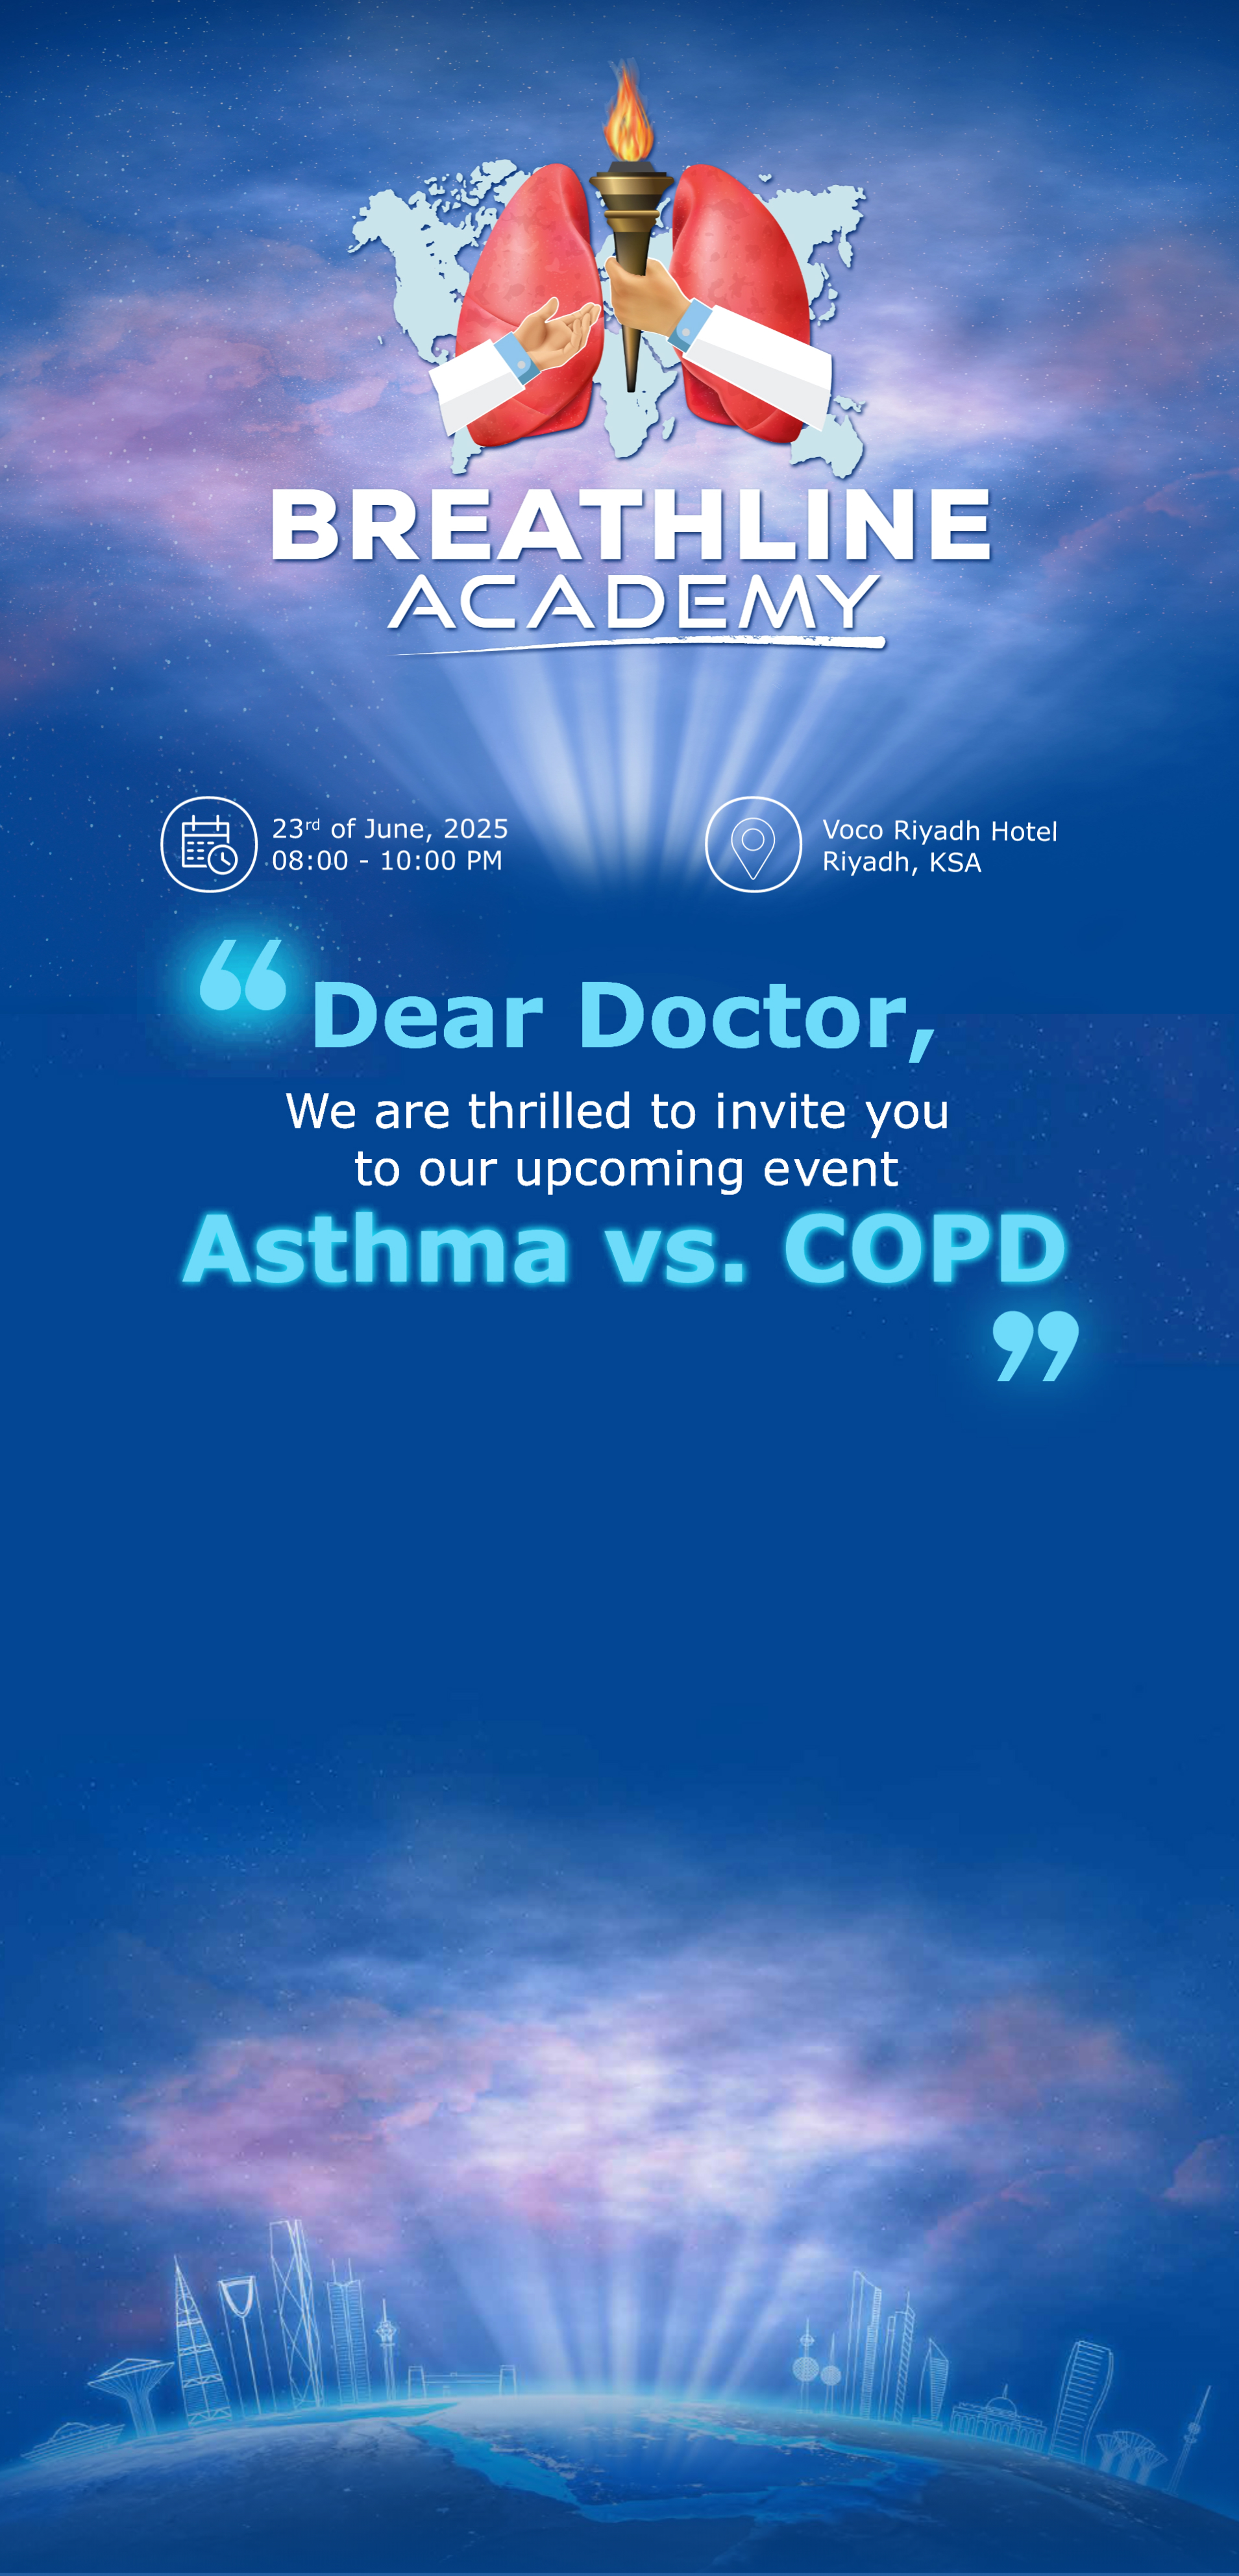 BREATHLINE
ACADEMY
23rd of June, 2025
08:00 - 10:00 PM
Voco Riyadh Hotel
Riyadh, KSA
“ Dear Doctor,
We are thrilled to invite you
to our upcoming event
Asthma vs. COPD
”